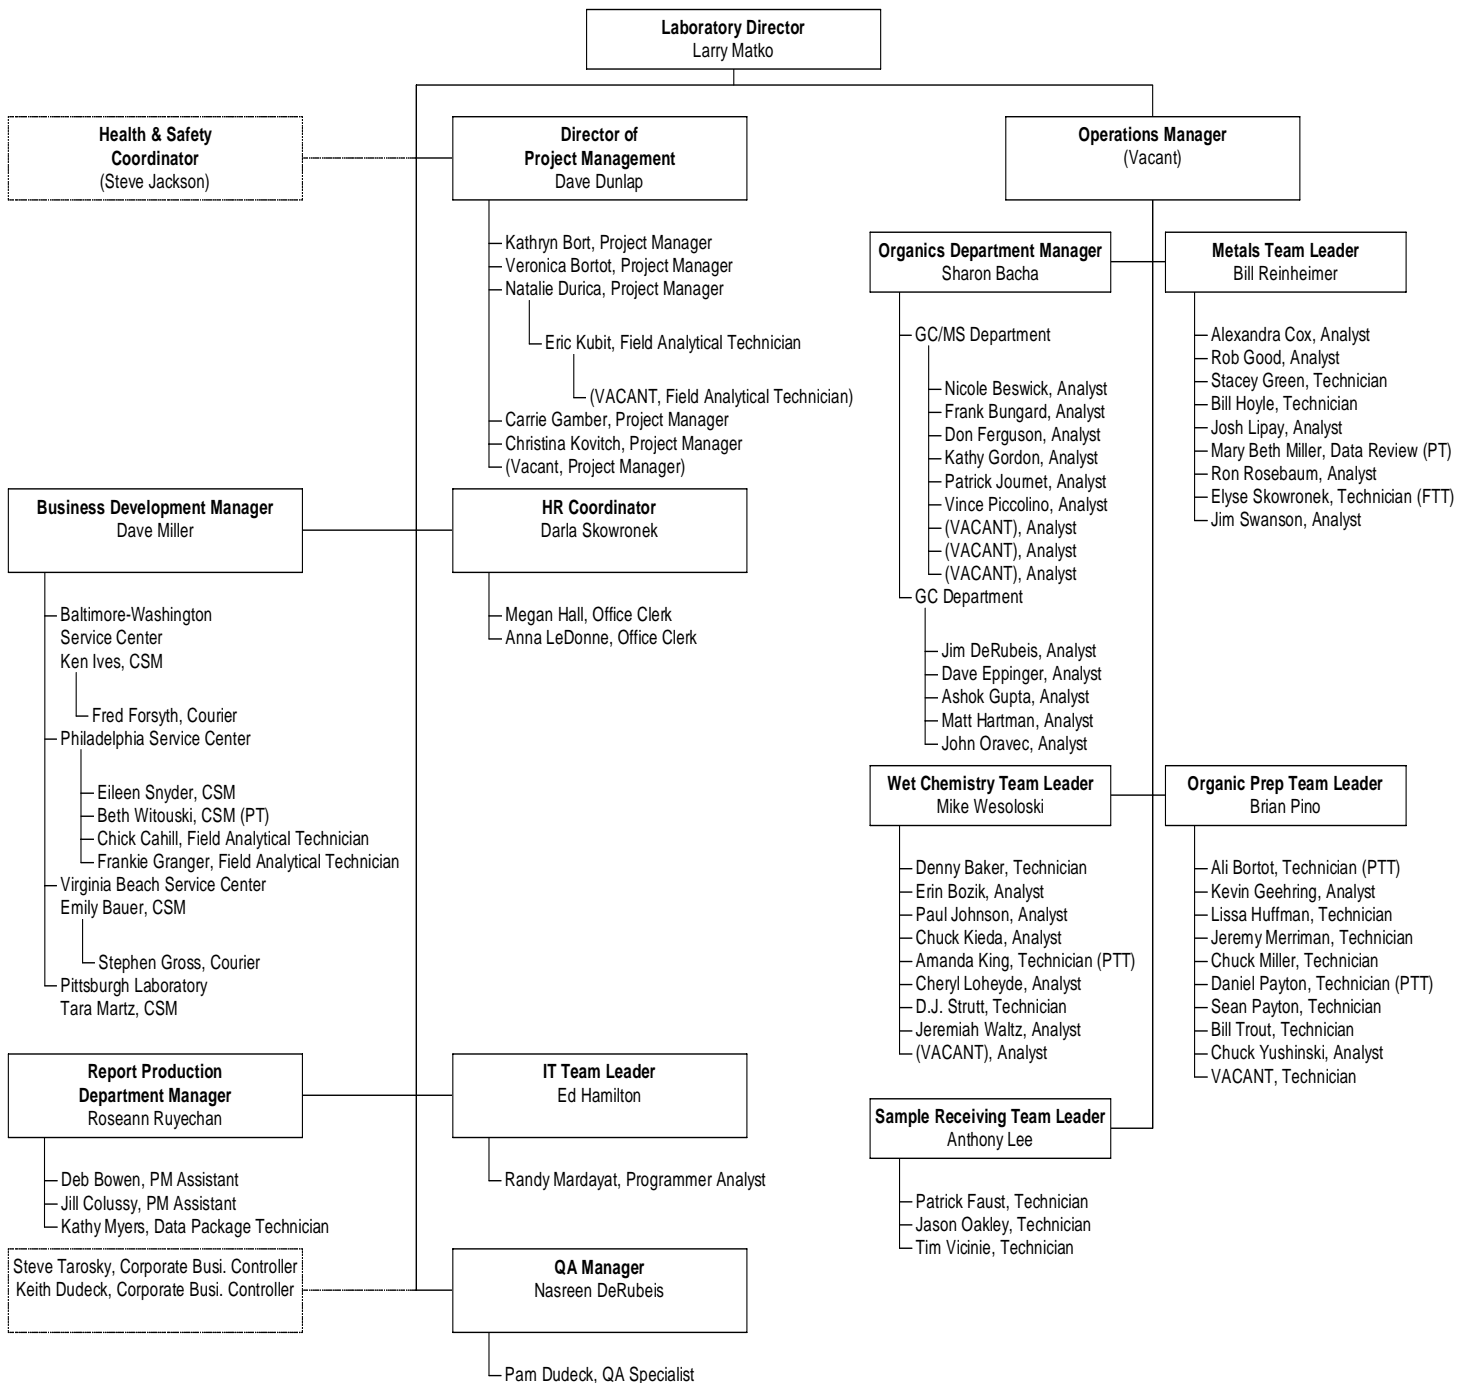 Laboratory Director
Larry Matko
Health & Safety
Coordinator
(Steve Jackson)
Director of
Project Management
Dave Dunlap
Kathryn Bort, Project Manager
Veronica Bortot, Project Manager
Natalie Durica, Project Manager
Eric Kubit, Field Analytical Technician
(VACANT, Field Analytical Technician)
Carrie Gamber, Project Manager
Christina Kovitch, Project Manager
(Vacant, Project Manager)
Business Development Manager
Dave Miller
Baltimore-Washington
Service Center
Ken Ives, CSM
Fred Forsyth, Courier
Philadelphia Service Center
Eileen Snyder, CSM
Beth Witouski, CSM (PT)
Chick Cahill, Field Analytical Technician
Frankie Granger, Field Analytical Technician
Virginia Beach Service Center
Emily Bauer, CSM
Stephen Gross, Courier
Pittsburgh Laboratory
Tara Martz, CSM
HR Coordinator
Darla Skowronek
Megan Hall, Office Clerk
Anna LeDonne, Office Clerk
Report Production
Department Manager
Roseann Ruyechan
Deb Bowen, PM Assistant
Jill Colussy, PM Assistant
Kathy Myers, Data Package Technician
IT Team Leader
Ed Hamilton
Randy Mardayat, Programmer Analyst
Steve Tarosky, Corporate Busi. Controller
Keith Dudeck, Corporate Busi. Controller
QA Manager
Nasreen DeRubeis
Pam Dudeck, QA Specialist
Operations Manager
(Vacant)
Organics Department Manager
Sharon Bacha
GC/MS Department
Nicole Beswick, Analyst
Frank Bungard, Analyst
Don Ferguson, Analyst
Kathy Gordon, Analyst
Patrick Journet, Analyst
Vince Piccolino, Analyst
(VACANT), Analyst
(VACANT), Analyst
(VACANT), Analyst
GC Department
Jim DeRubeis, Analyst
Dave Eppinger, Analyst
Ashok Gupta, Analyst
Matt Hartman, Analyst
John Oravec, Analyst
Metals Team Leader
Bill Reinheimer
Alexandra Cox, Analyst
Rob Good, Analyst
Stacey Green, Technician
Bill Hoyle, Technician
Josh Lipay, Analyst
Mary Beth Miller, Data Review (PT)
Ron Rosebaum, Analyst
Elyse Skowronek, Technician (FTT)
Jim Swanson, Analyst
Wet Chemistry Team Leader
Mike Wesoloski
Denny Baker, Technician
Erin Bozik, Analyst
Paul Johnson, Analyst
Chuck Kieda, Analyst
Amanda King, Technician (PTT)
Cheryl Loheyde, Analyst
D.J. Strutt, Technician
Jeremiah Waltz, Analyst
(VACANT), Analyst
Organic Prep Team Leader
Brian Pino
Ali Bortot, Technician (PTT)
Kevin Geehring, Analyst
Lissa Huffman, Technician
Jeremy Merriman, Technician
Chuck Miller, Technician
Daniel Payton, Technician (PTT)
Sean Payton, Technician
Bill Trout, Technician
Chuck Yushinski, Analyst
VACANT, Technician
Sample Receiving Team Leader
Anthony Lee
Patrick Faust, Technician
Jason Oakley, Technician
Tim Vicinie, Technician